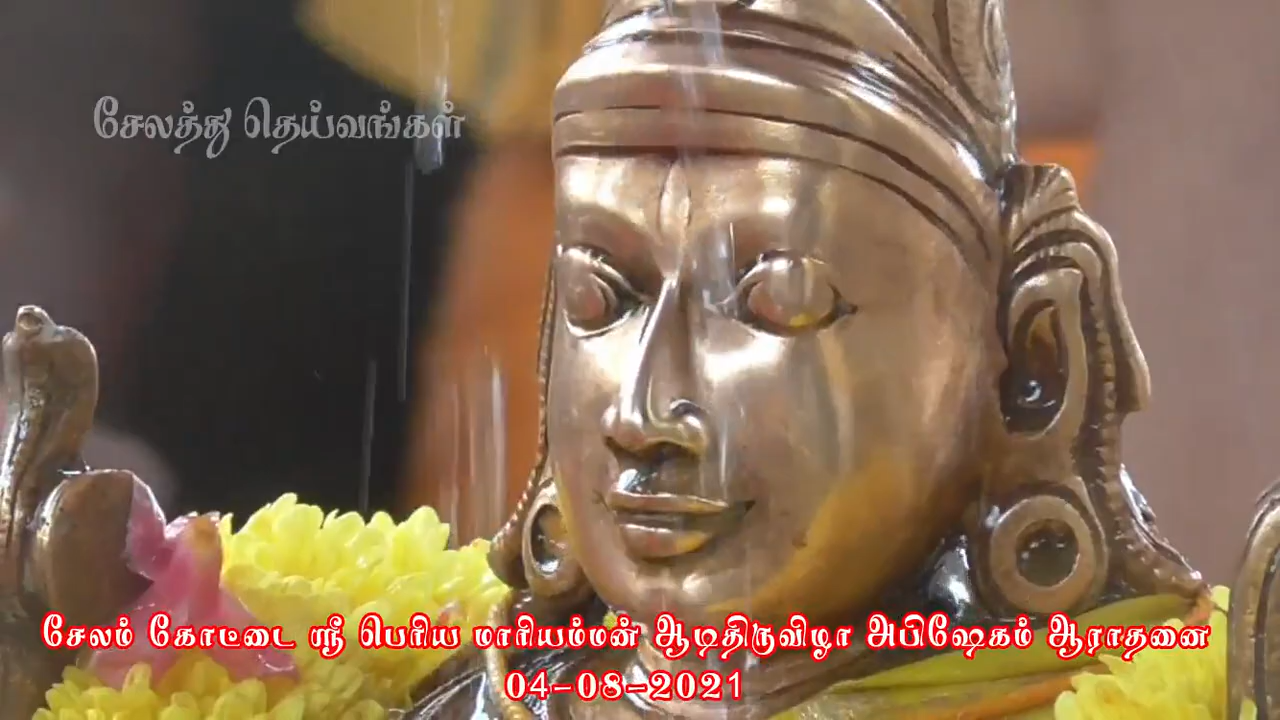 சேலத்து தெய்வங்கள்
சேலம் கோட்டை ஸ்ரீ பெரிய மாரியம்மன் ஆடிதிருவிழா அபிஷேகம் ஆராதனை
04-08-2021